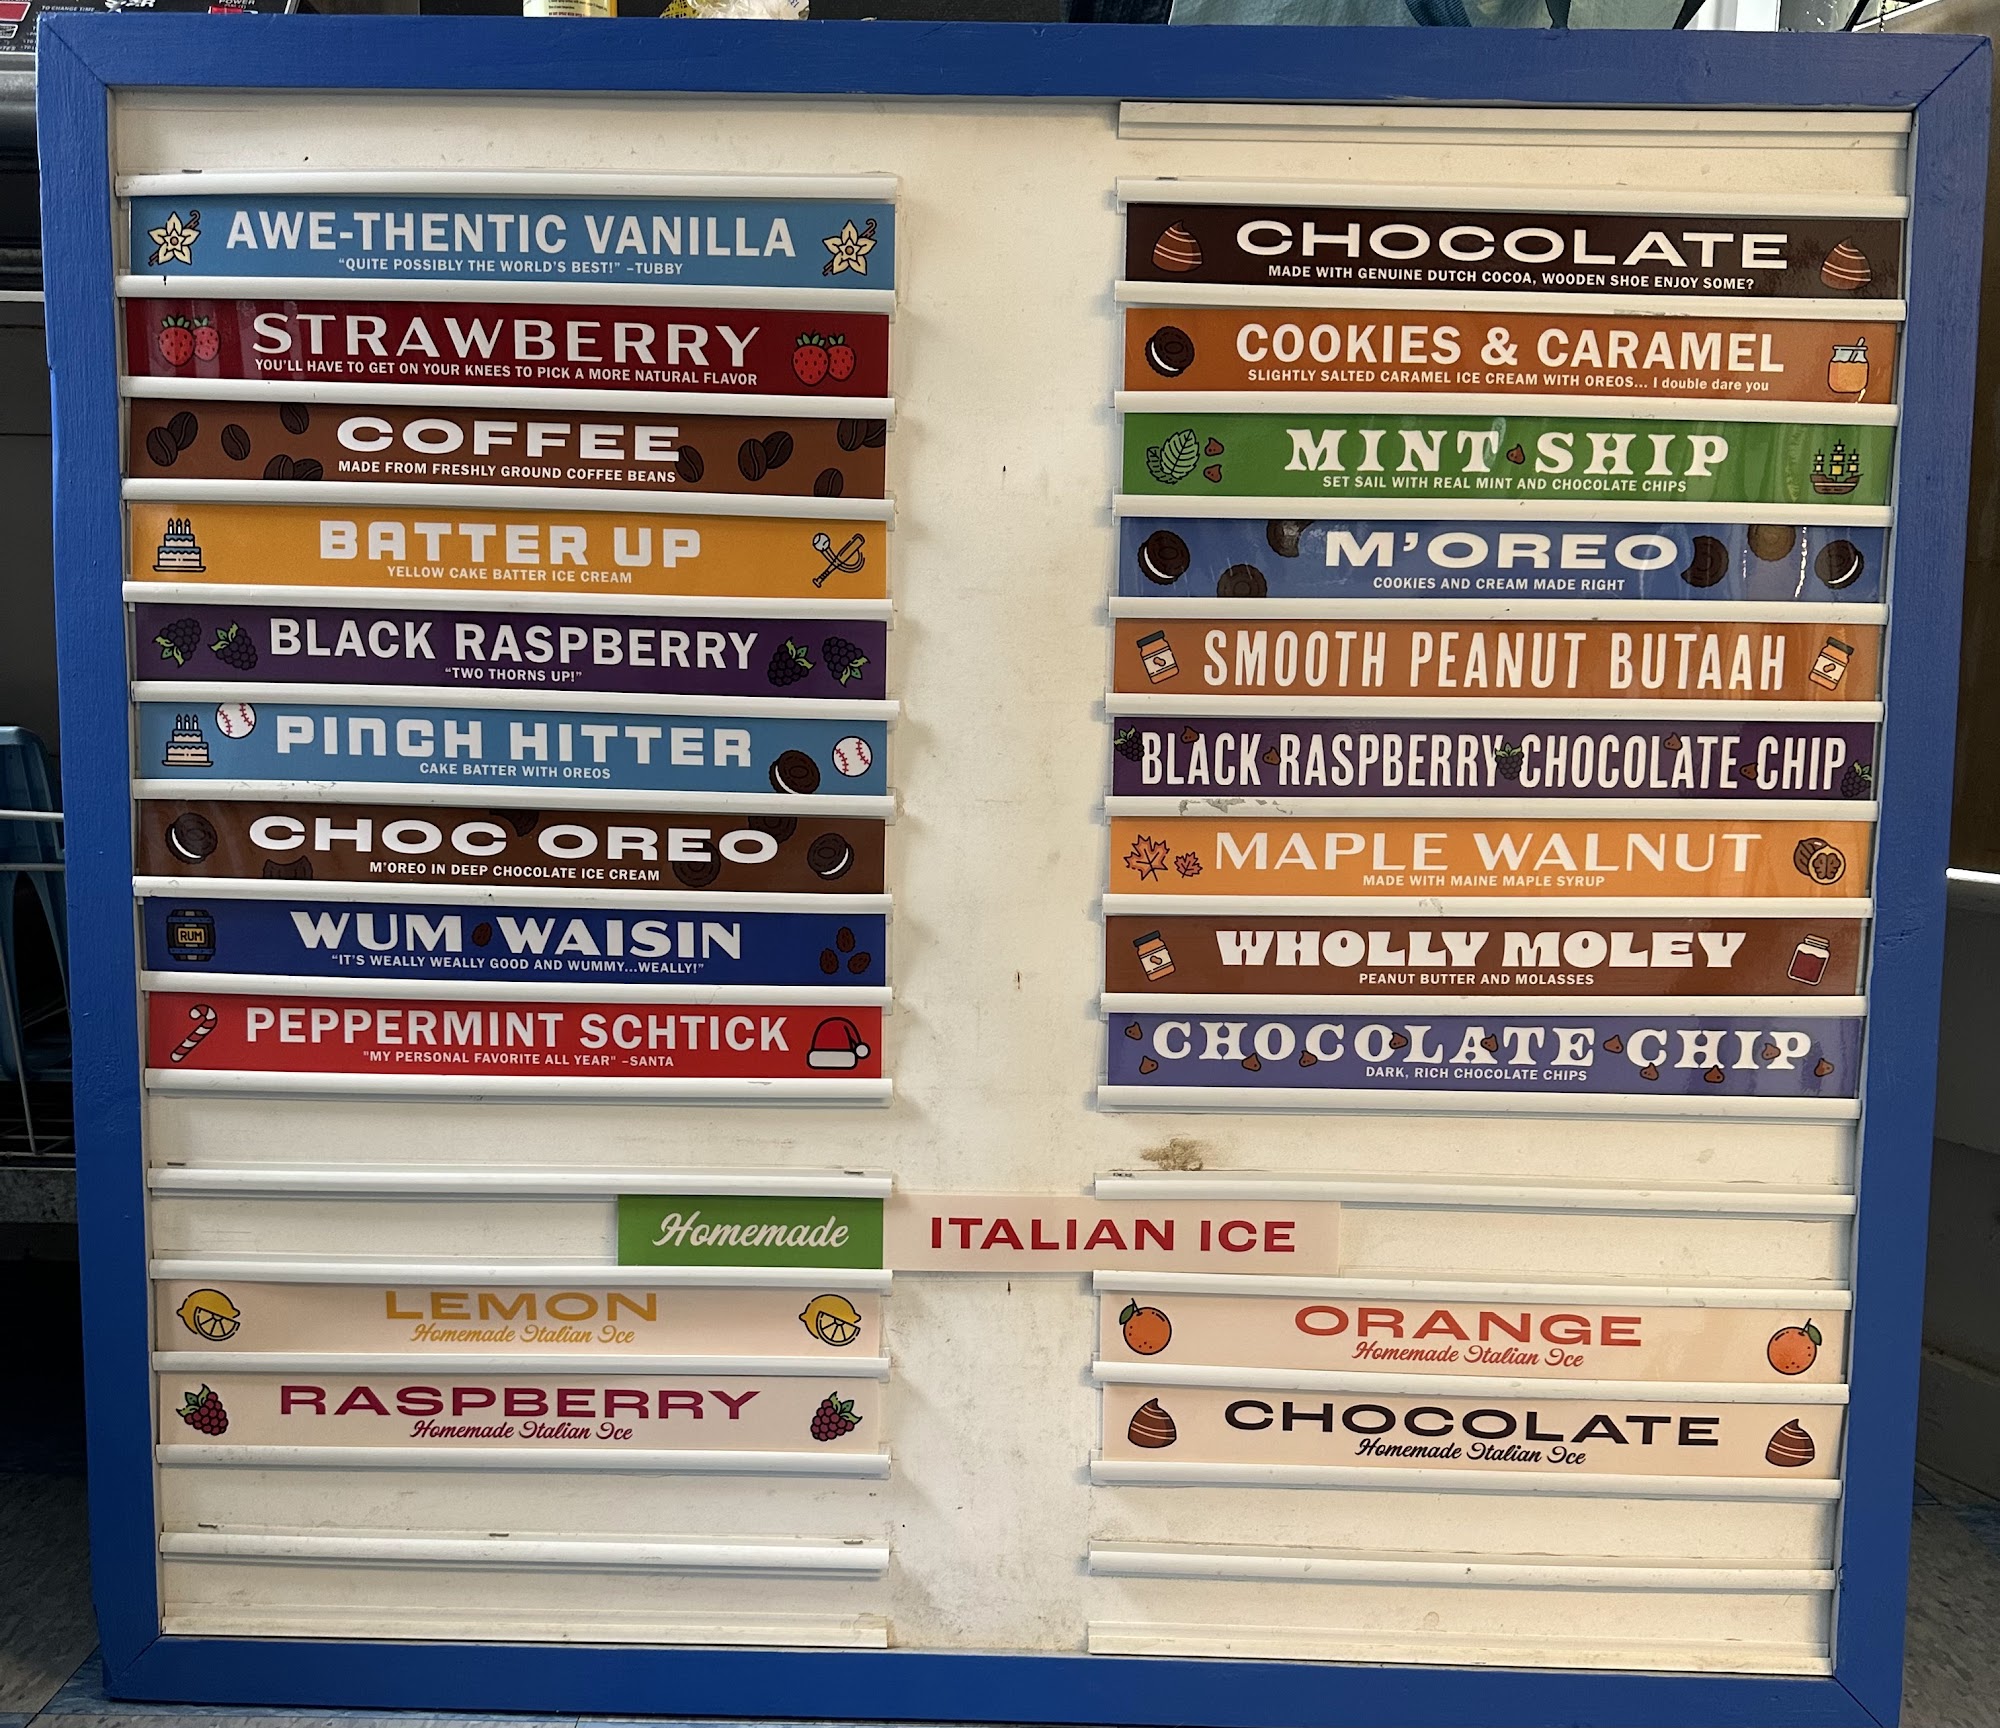 TO CHANGE TIME
POWER
AWE-THENTIC VANILLA
“QUITE POSSIBLY THE WORLD’S BEST!” –TUBBY
STRAWBERRY
YOU’LL HAVE TO GET ON YOUR KNEES TO PICK A MORE NATURAL FLAVOR
COFFEE
MADE FROM FRESHLY GROUND COFFEE BEANS
BATTER UP
YELLOW CAKE BATTER ICE CREAM
BLACK RASPBERRY
“TWO THORNS UP!”
PINCH HITTER
CAKE BATTER WITH OREOS
CHOC OREO
M’OREO IN DEEP CHOCOLATE ICE CREAM
RUM
WUM WAISIN
“IT’S WEALLY WEALLY GOOD AND WUMMY...WEALLY!”
PEPPERMINT SCHTICK
"MY PERSONAL FAVORITE ALL YEAR" –SANTA
CHOCOLATE
MADE WITH GENUINE DUTCH COCOA, WOODEN SHOE ENJOY SOME?
COOKIES & CARAMEL
SLIGHTLY SALTED CARAMEL ICE CREAM WITH OREOS... I double dare you
MINT SHIP
SET SAIL WITH REAL MINT AND CHOCOLATE CHIPS
M’OREO
COOKIES AND CREAM MADE RIGHT
SMOOTH PEANUT BUTAAH
BLACK RASPBERRY CHOCOLATE CHIP
MAPLE WALNUT
MADE WITH MAINE MAPLE SYRUP
WHOLLY MOLEY
PEANUT BUTTER AND MOLASSES
CHOCOLATE CHIP
DARK, RICH CHOCOLATE CHIPS
Homemade ITALIAN ICE
LEMON
Homemade Italian Ice
RASPBERRY
Homemade Italian Ice
ORANGE
Homemade Italian Ice
CHOCOLATE
Homemade Italian Ice